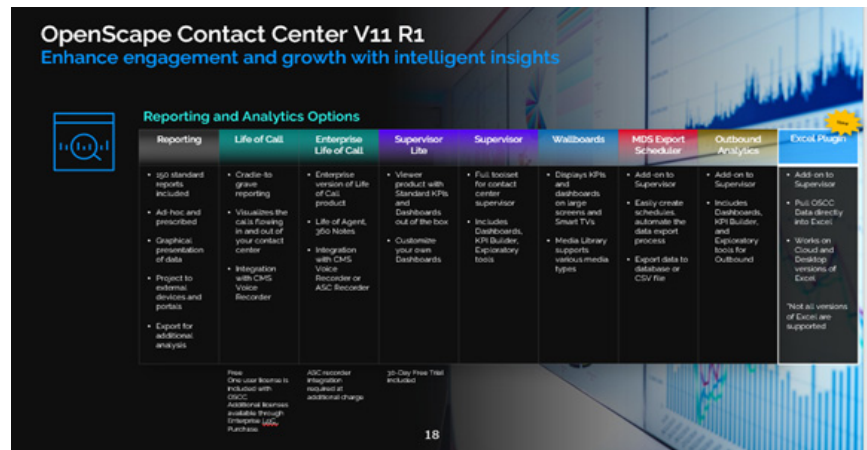 OpenScape Contact Center V11 R1
Enhance engagement and growth with intelligent insights
Reporting and Analytics Options
New
Reporting
• 150 standard
reports
included
• Ad-hoc and
prescribed
• Graphical
presentation
of data
• Project to
external
devices and
portals
• Export for
additional
analysis
Life of Call
• Cradle-to
grave
reporting
• Visualizes the
calls flowing
in and out of
your contact
center
• Integration
with CMS
Voice
Recorder
Free
One user license is
included with
OSCC
Additional licenses
available through
Enterprise LoC
Purchase.
Enterprise
Life of Call
• Enterprise
version of Life
of Call
product
• Life of Agent,
360 Notes
• Integration
with CMS
Voice
Recorder or
ASC Recorder
ASC recorder
integration
required at
additional charge
Supervisor
Lite
• Viewer
product with
Standard KPIs
and
Dashboards
out of the box
• Customize
your own
Dashboards
30-Day Free Trial
included
Supervisor
• Full toolset
for contact
center
supervisor
• Includes
Dashboards,
KPI Builder,
Exploratory
tools
Wallboards
• Displays KPIs
and
dashboards
on large
screens and
Smart TVs
• Media Library
supports
various media
types
MDS Export
Scheduler
• Add-on to
Supervisor
• Easily create
schedules,
automate the
data export
process
• Export data to
database or
CSV file
Outbound
Analytics
• Add-on to
Supervisor
• Includes
Dashboards,
KPI Builder,
and
Exploratory
tools for
Outbound
Excel Plugin
• Add-on to
Supervisor
• Pull OSCC
Data directly
into Excel
• Works on
Cloud and
Desktop
versions of
Excel
*Not all versions
of Excel are
supported
18